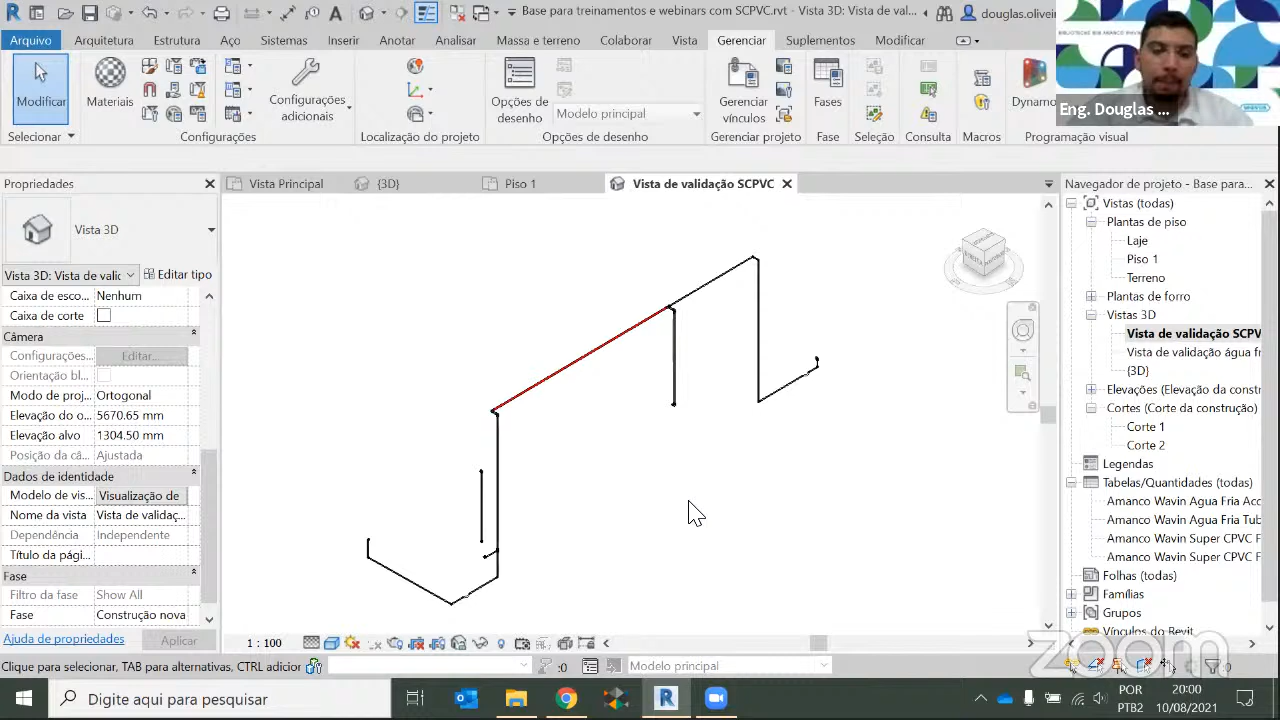 Base para treinamentos e webinars com SCPVC.rvt - Vista 3D: Vista de val...
douglas.oliveir
Arquivo
Arquitetura
Sistemas
Massa e
Colaborar
Gerenciar
Modificar
Modificar
Materiais
Configurações
adicionais
Opções de
desenho
Modelo principal
Gerenciar
vínculos
Fases
Dynamo
Eng. Douglas ...
Selecionar
Configurações
Localização do projeto
Opções de desenho
Gerenciar projeto
Fase
Seleção
Consulta
Macros
Programação visual
Propriedades
Vista Principal
{3D}
Piso 1
Vista de validação SCPVC
Navegador de projeto - Base para...
Vista 3D
Vista 3D: Vista de valic
Editar tipo
Caixa de esco...
Nenhum
Caixa de corte
Câmera
Configurações...
Editar...
Orientação bl...
Modo de proj...
Ortogonal
Elevação do o...
5670.65 mm
Elevação alvo
1304.50 mm
Posição da câ...
Ajustada
Dados de identidade
Modelo de vis...
Visualização de
Nome da vista
Vista de validaç...
Dependência
Independente
Título da pági...
Fase
Filtro da fase
Show All
Fase
Construção nova
Ajuda de propriedades
Aplicar
Vistas (todas)
Plantas de piso
Laje
Piso 1
Terreno
Plantas de forro
Vistas 3D
Vista de validação SCPV
Vista de validação água fr
{3D}
Elevações (Elevação da constr
Cortes (Corte da construção)
Corte 1
Corte 2
Legendas
Tabelas/Quantidades (todas)
Amanco Wavin Agua Fria Acc
Amanco Wavin Agua Fria Tub
Amanco Wavin Super CPVC F
Amanco Wavin Super CPVC F
Folhas (todas)
Famílias
Grupos
Vínculos do Revit
1 : 100
Clique para selecionar, TAB para alternativas, CTRL adicior
:0
Modelo principal
zoom
Digite aqui para pesquisar
POR
PTB2
20:00
10/08/2021